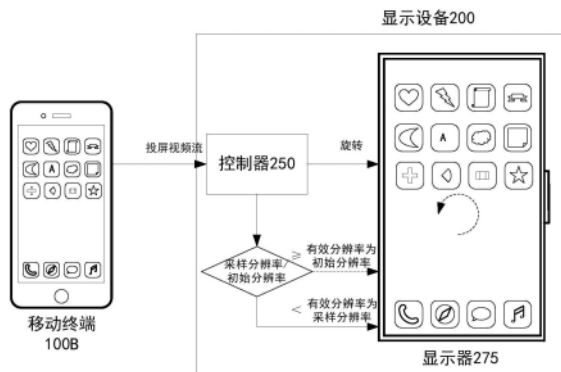 显示设备200
投屏视频流
控制器250
旋转
A
A
采样分辨率/
初始分辨率
≥
有效分辨率为
初始分辨率
<
有效分辨率为
采样分辨率
移动终端
100B
显示器275